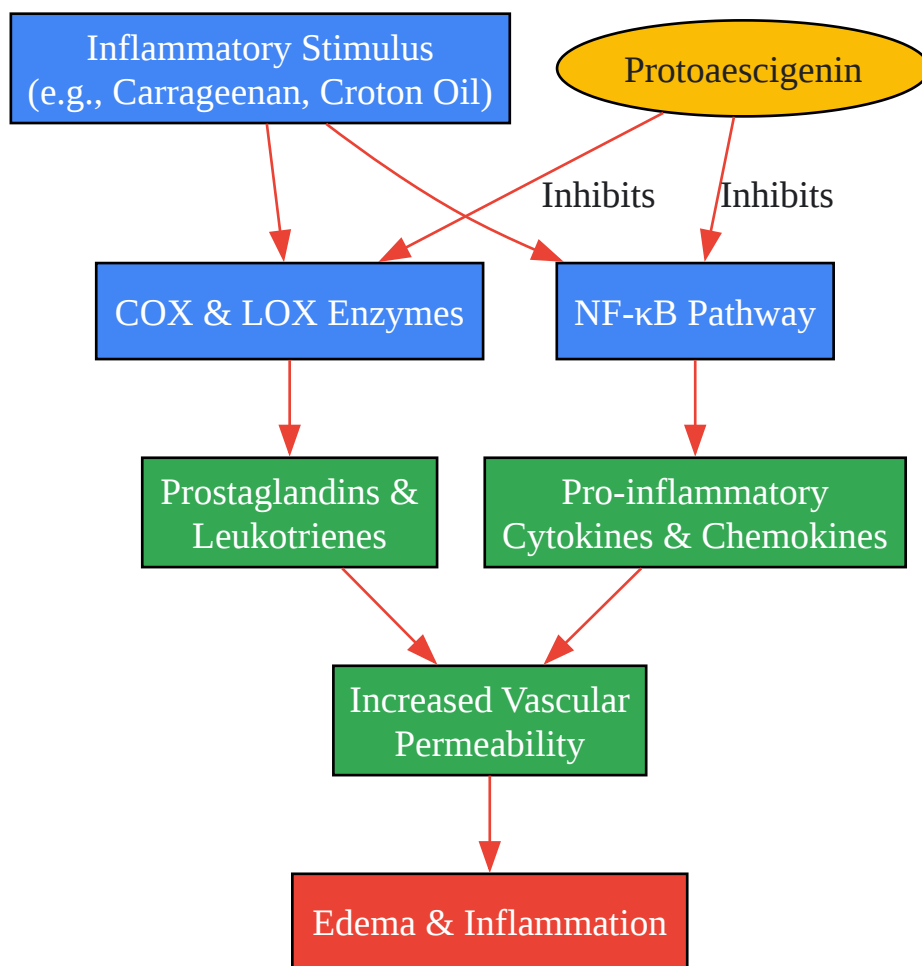 Inflammatory Stimulus
(e.g., Carrageenan, Croton Oil)
Protoaescigenin
Inhibits
Inhibits
COX & LOX Enzymes
NF-κB Pathway
Prostaglandins &
Leukotrienes
Pro-inflammatory
Cytokines & Chemokines
Increased Vascular
Permeability
Edema & Inflammation